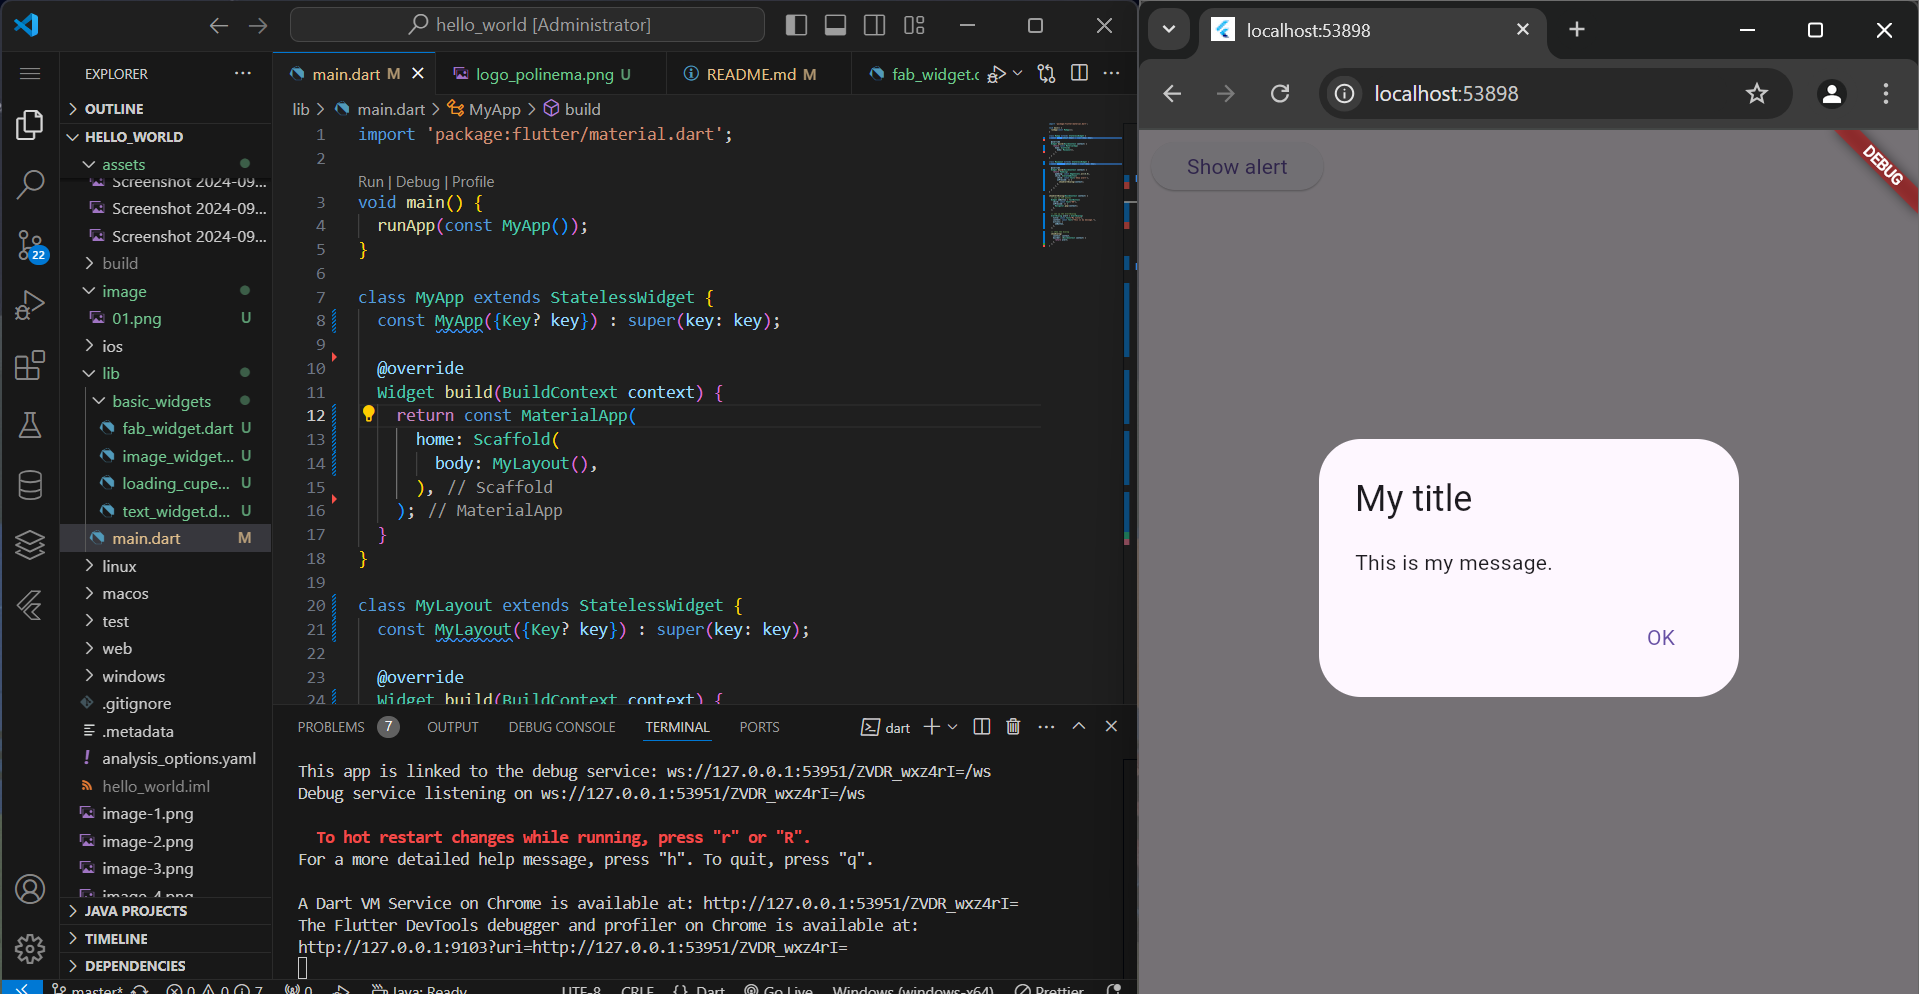 hello_world [Administrator]
EXPLORER
OUTLINE
HELLO_WORLD
assets
Screenshot 2024-09...
Screenshot 2024-09...
Screenshot 2024-09...
build
image
01.png U
ios
lib
basic_widgets
fab_widget.dart U
image_widget... U
loading_cupe... U
text_widget.d... U
main.dart M
linux
macos
test
web
windows
.gitignore
.metadata
analysis_options.yaml
hello_world.iml
image-1.png
image-2.png
image-3.png
image-4.png
JAVA PROJECTS
TIMELINE
DEPENDENCIES
22
main.dart M
logo_polinema.png U
README.md M
fab_widget.c
lib > main.dart > MyApp > build
1 import 'package:flutter/material.dart';
2
Run | Debug | Profile
3 void main() {
4 runApp(const MyApp());
5 }
6
7 class MyApp extends StatelessWidget {
8 const MyApp({Key? key}) : super(key: key);
9
10 @override
11 Widget build(BuildContext context) {
12 return const MaterialApp(
13 home: Scaffold(
14 body: MyLayout(),
15 ), // Scaffold
16 ); // MaterialApp
17 }
18 }
19
20 class MyLayout extends StatelessWidget {
21 const MyLayout({Key? key}) : super(key: key);
22
23 @override
24 Widget build(BuildContext context) {
PROBLEMS 7 OUTPUT DEBUG CONSOLE TERMINAL PORTS dart
This app is linked to the debug service: ws://127.0.0.1:53951/ZVDR_wxz4rI=/ws
Debug service listening on ws://127.0.0.1:53951/ZVDR_wxz4rI=/ws
To hot restart changes while running, press "r" or "R".
For a more detailed help message, press "h". To quit, press "q".
A Dart VM Service on Chrome is available at: http://127.0.0.1:53951/ZVDR_wxz4rI=
The Flutter DevTools debugger and profiler on Chrome is available at:
http://127.0.0.1:9103?uri=http://127.0.0.1:53951/ZVDR_wxz4rI=
master* 0 0 7 0 Java: Ready UTF-8 CRLF {} Dart Go Live Windows (windows-x64) Prettier
localhost:53898
localhost:53898
Show alert
DEBUG
My title
This is my message.
OK